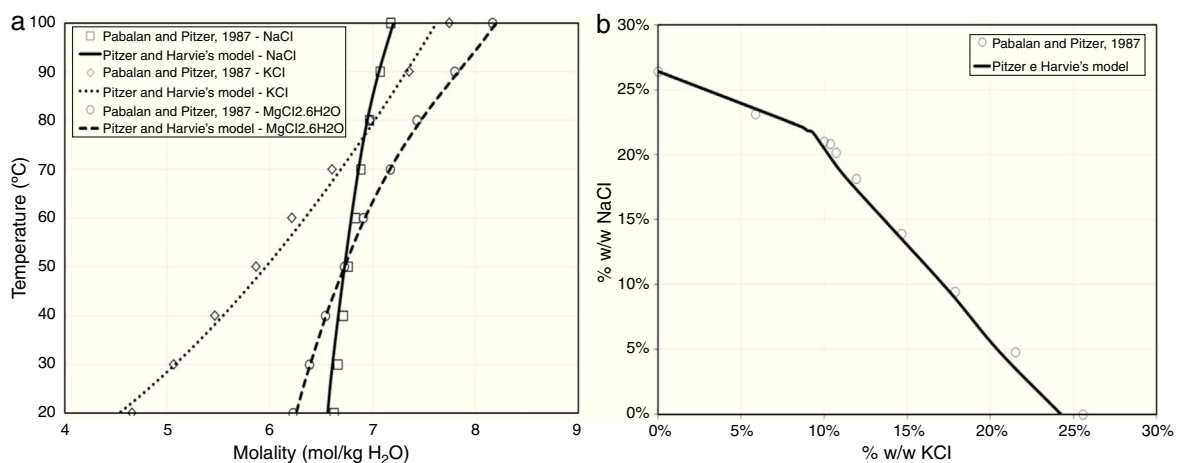 a
100
90
80
70
60
50
40
30
20
Temperature (ºC)
4
5
6
7
8
9
Molality (mol/kg H₂O)
Pabalan and Pitzer, 1987 - NaCl
Pitzer and Harvie's model - NaCl
Pabalan and Pitzer, 1987 - KCl
Pitzer and Harvie's model - KCl
Pabalan and Pitzer, 1987 - MgCl2.6H2O
Pitzer and Harvie's model - MgCl2.6H2O
b
30%
25%
20%
15%
10%
5%
0%
% w/w NaCl
0%
5%
10%
15%
20%
25%
30%
% w/w KCl
Pabalan and Pitzer, 1987
Pitzer e Harvie's model